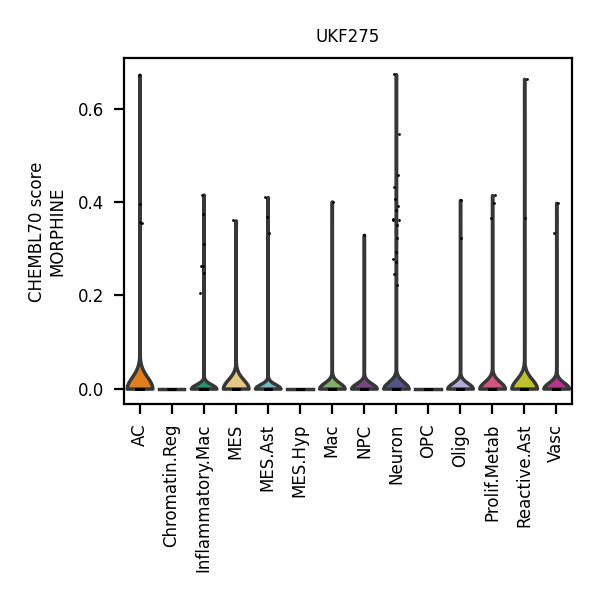 UKF275
CHEMBL70 score
MORPHINE
0.6
0.4
0.2
0.0
AC
Chromatin.Reg
Inflammatory.Mac
MES
MES.Ast
MES.Hyp
Mac
NPC
Neuron
OPC
Oligo
Prolif.Metab
Reactive.Ast
Vasc